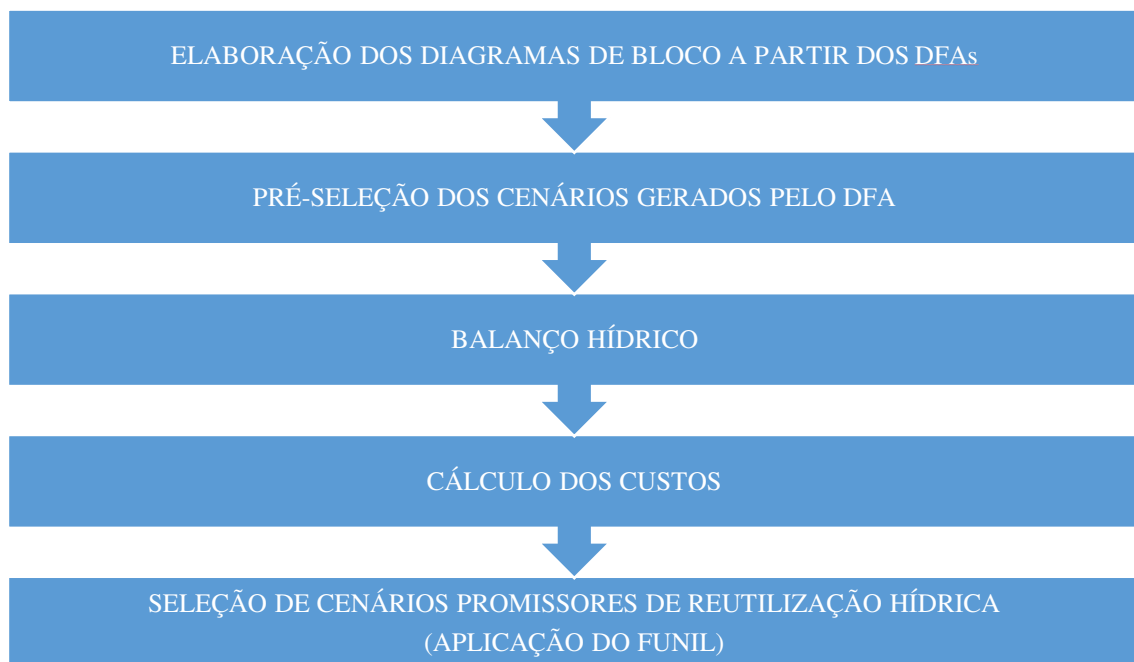 ELABORAÇÃO DOS DIAGRAMAS DE BLOCO A PARTIR DOS DFAs
PRÉ-SELEÇÃO DOS CENÁRIOS GERADOS PELO DFA
BALANÇO HÍDRICO
CÁLCULO DOS CUSTOS
SELEÇÃO DE CENÁRIOS PROMISSORES DE REUTILIZAÇÃO HÍDRICA
(APLICAÇÃO DO FUNIL)